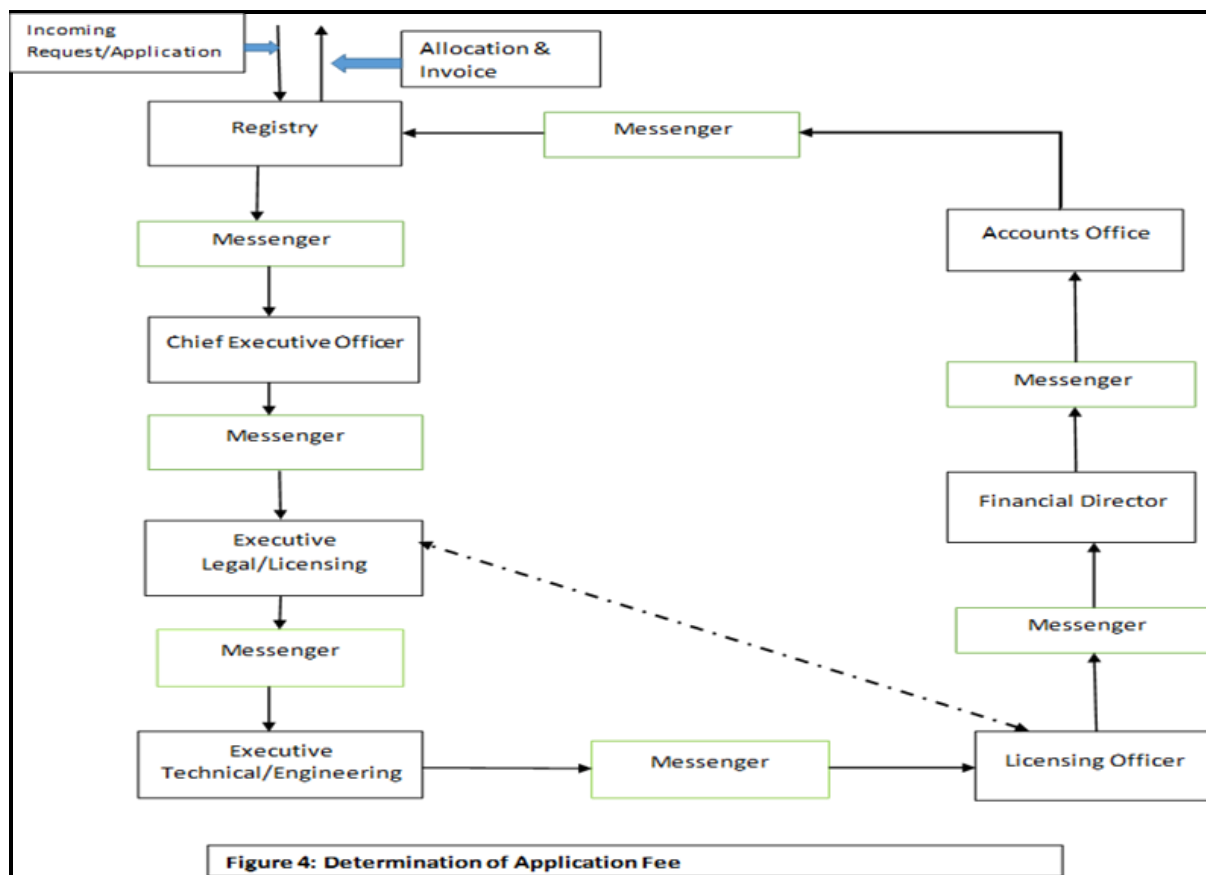 Incoming
Request/Application
Allocation &
Invoice
Registry
Messenger
Messenger
Accounts Office
Chief Executive Officer
Messenger
Messenger
Financial Director
Executive
Legal/Licensing
Messenger
Messenger
Executive
Technical/Engineering
Messenger
Licensing Officer
Figure 4: Determination of Application Fee